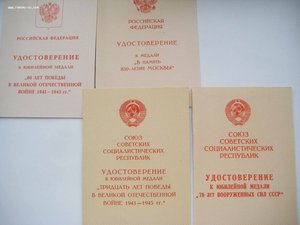 РОССИЙСКАЯ ФЕДЕРАЦИЯ
УДОСТОВЕРЕНИЕ
К ЮБИЛЕЙНОЙ МЕДАЛИ
ПОБЕДЫ
В ВЕЛИКОЙ ОТЕЧЕСТВЕННОЙ
ВОЙНЕ 1941—1945 гг."
РОССИЙСКАЯ
ФЕДЕРАЦИЯ
УДОСТОВЕРЕНИЕ
К МЕДАЛИ
"В ПАМЯТЬ
850-ЛЕТИЯ МОСКВЫ"
СОЮЗ
СОВЕТСКИХ
СОЦИАЛИСТИЧЕСКИХ
РЕСПУБЛИК
УДОСТОВЕРЕНИЕ
К ЮБИЛЕЙНОЙ МЕДАЛИ
"ТРИДЦАТЬ ЛЕТ ПОБЕДЫ
В ВЕЛИКОЙ ОТЕЧЕСТВЕННОЙ
ВОЙНЕ 1941—1945 гг."
СОЮЗ
СОВЕТСКИХ
СОЦИАЛИСТИЧЕСКИХ
РЕСПУБЛИК
УДОСТОВЕРЕНИЕ
К ЮБИЛЕЙНОЙ МЕДАЛИ
"70 ЛЕТ ВООРУЖЕННЫХ СИЛ СССР"